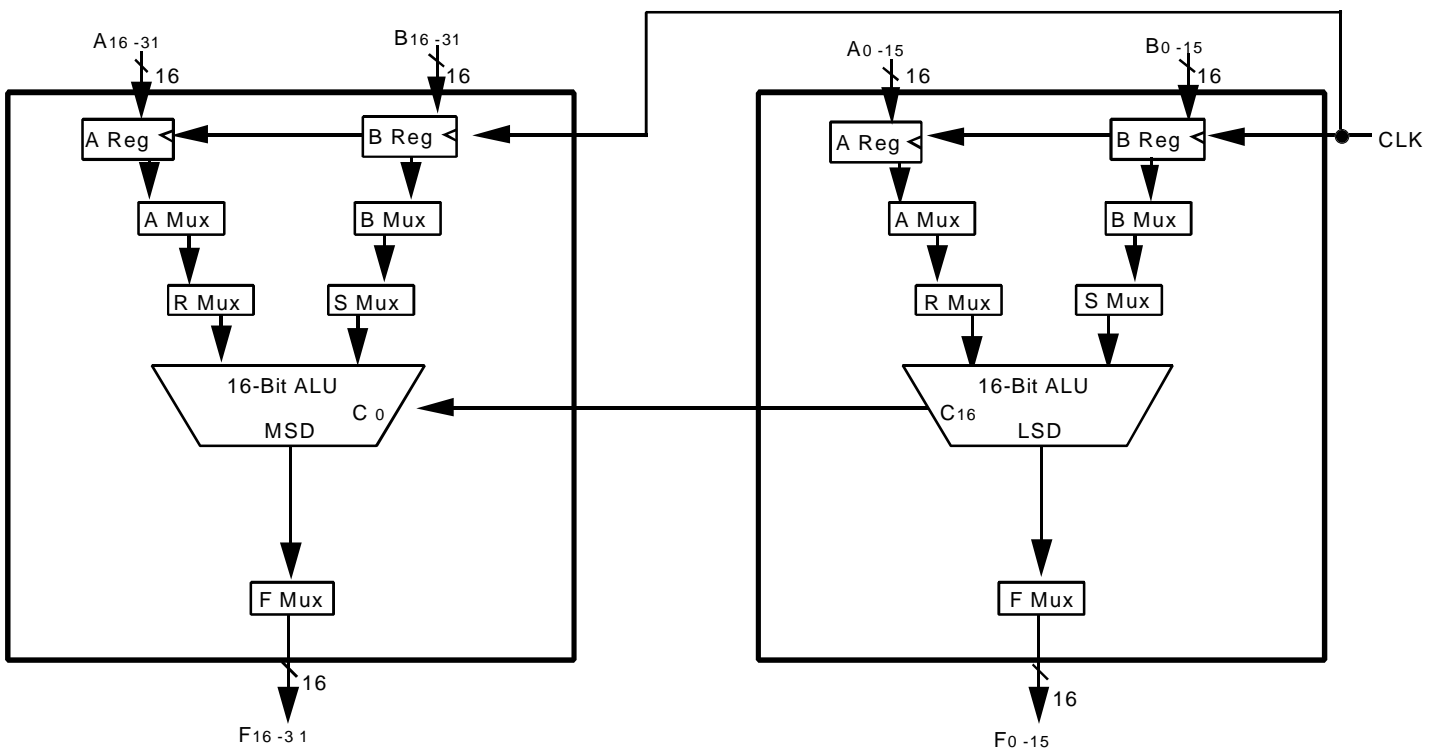 A16 -31
B16 -31
A0 -15
B0 -15
16
16
16
16
A Reg
B Reg
A Reg
B Reg
CLK
A Mux
B Mux
A Mux
B Mux
R Mux
S Mux
R Mux
S Mux
16-Bit ALU
C 0
MSD
16-Bit ALU
C16
LSD
F Mux
F Mux
16
16
F16 -3 1
F0 -15